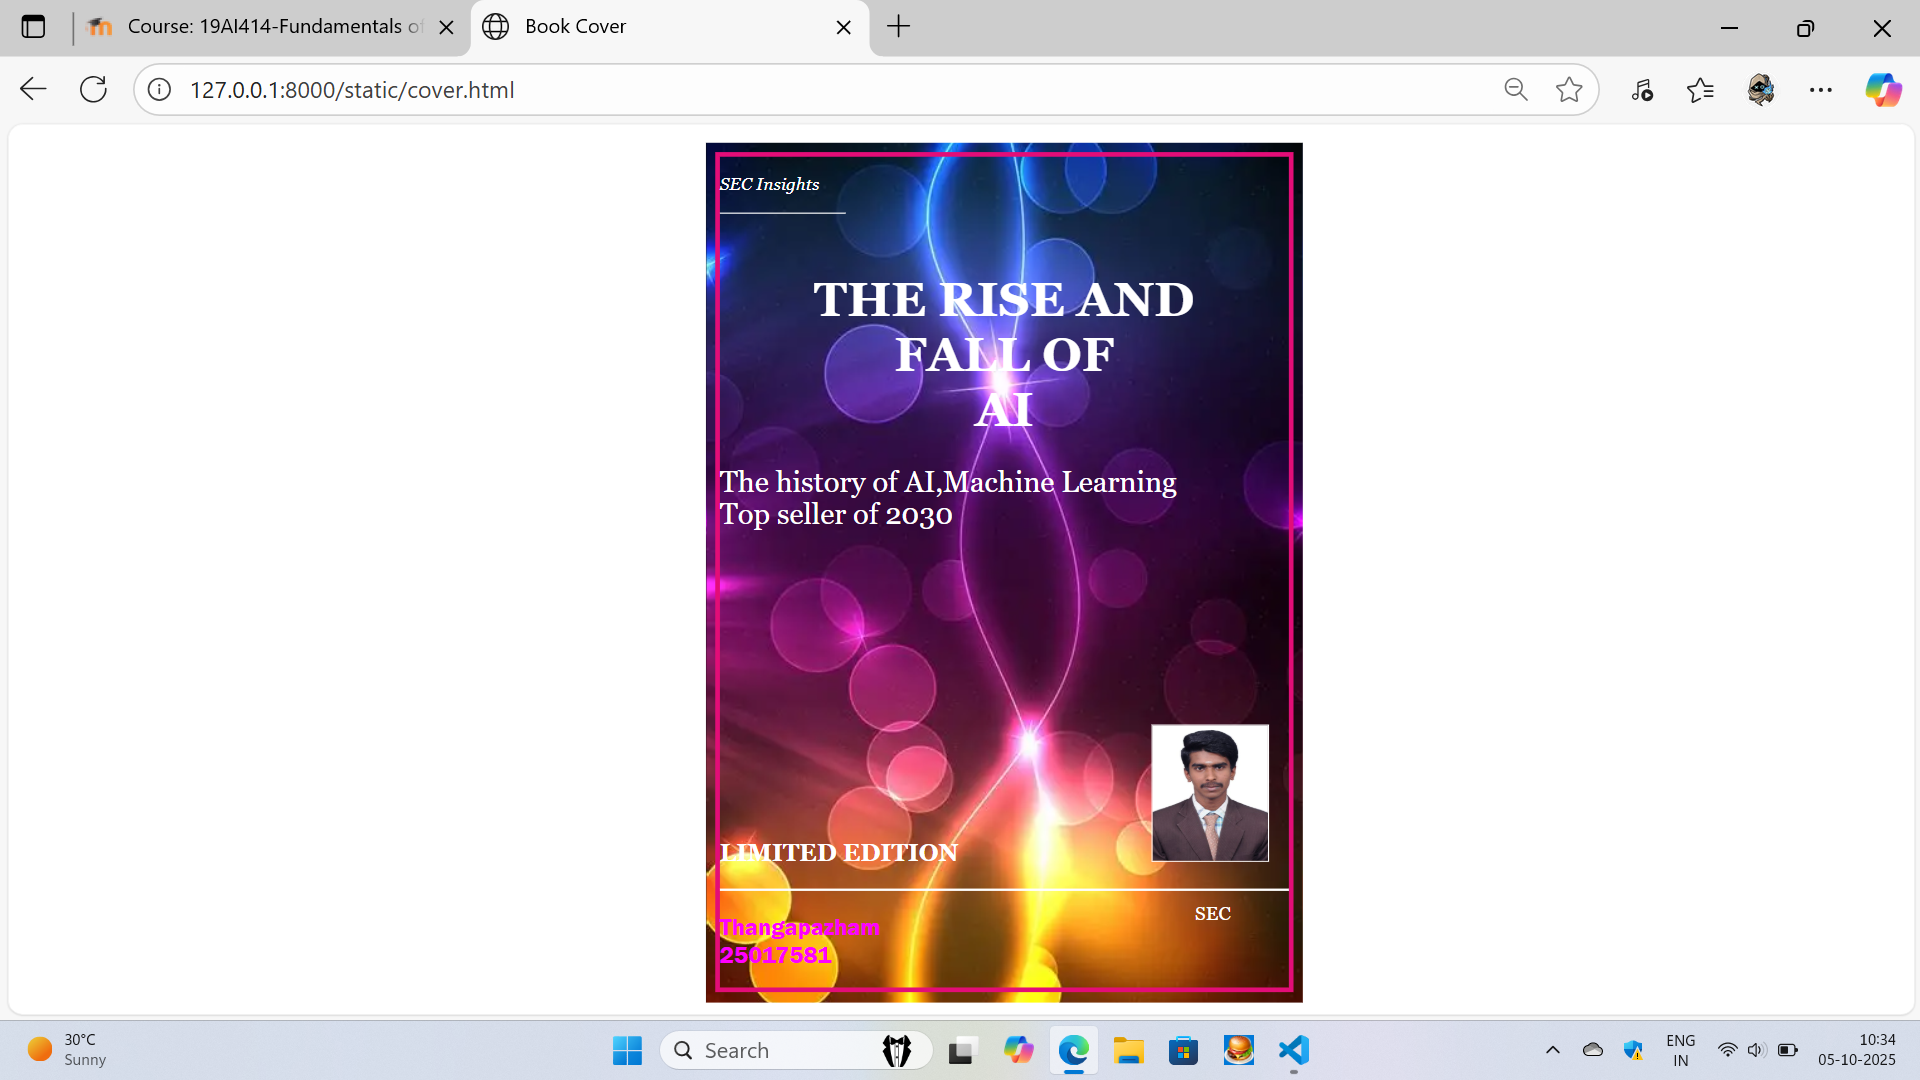 Course: 19AI414-Fundamentals of
Book Cover
127.0.0.1:8000/static/cover.html
SEC Insights
THE RISE AND
FALL OF
AI
The history of AI,Machine Learning
Top seller of 2030
LIMITED EDITION
SEC
Thangapazham
25017581
30°C
Sunny
Search
ENG
IN
10:34
05-10-2025